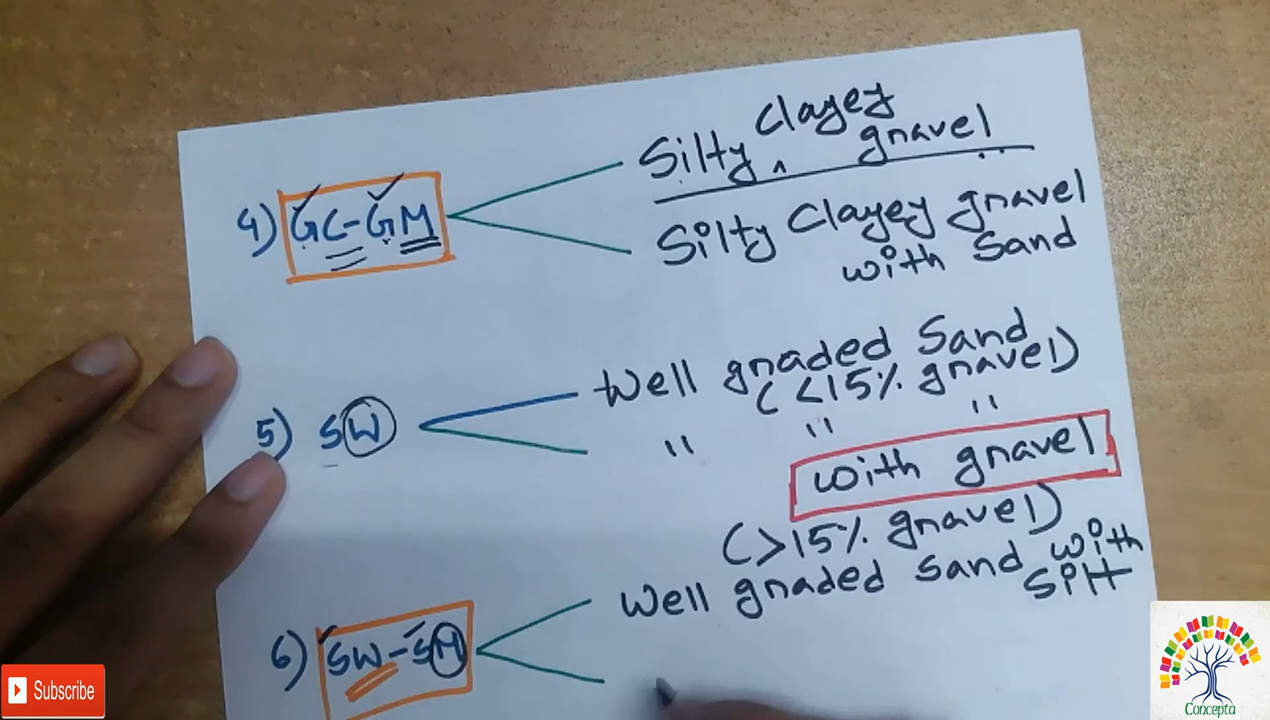 clayey
4) GC-GM Silty ^ gravel
Silty Clayey gravel
with Sand
5) SW Well graded Sand
(<15% gravel)
" " "
with gravel
(>15% gravel)
6) SW-SM Well graded sand with
silt
Subscribe
Concepta